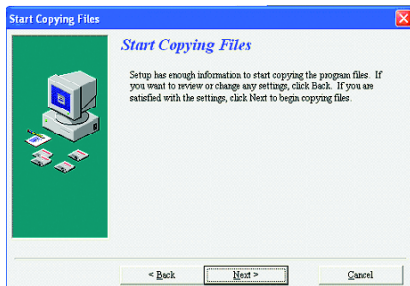 Start Copying Files
Start Copying Files
Setup has enough information to start copying the program files. If
you want to review or change any settings, click Back. If you are
satisfied with the settings, click Next to begin copying files.
< Back
Next >
Cancel